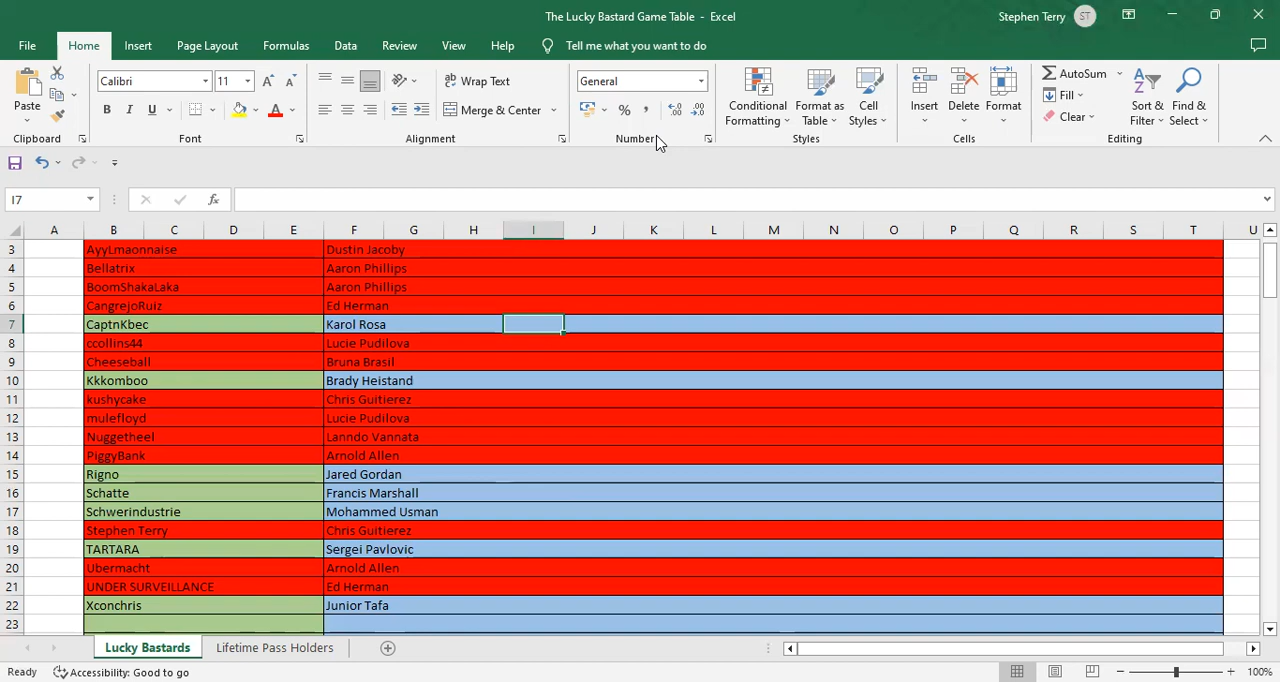 The Lucky Bastard Game Table - Excel
Stephen Terry ST
File Home Insert Page Layout Formulas Data Review View Help Tell me what you want to do
Paste
Clipboard
Calibri 11 A A
B I U A
Font
Wrap Text
Merge & Center
Alignment
General
% , .00
Number
Conditional Formatting
Format as Table
Cell Styles
Styles
Insert Delete Format
Cells
AutoSum
Fill
Clear
Sort & Filter
Find & Select
Editing
I7 fx
A B C D E F G H I J K L M N O P Q R S T U
3 AyyLmaonnaise Dustin Jacoby
4 Bellatrix Aaron Phillips
5 BoomShakaLaka Aaron Phillips
6 CangrejoRuiz Ed Herman
7 CaptnKbec Karol Rosa
8 ccollins44 Lucie Pudilova
9 Cheeseball Bruna Brasil
10 Kkkomboo Brady Heistand
11 kushycake Chris Guitierez
12 mulefloyd Lucie Pudilova
13 Nuggetheel Lanndo Vannata
14 PiggyBank Arnold Allen
15 Rigno Jared Gordan
16 Schatte Francis Marshall
17 Schwerindustrie Mohammed Usman
18 Stephen Terry Chris Guitierez
19 TARTARA Sergei Pavlovic
20 Ubermacht Arnold Allen
21 UNDER SURVEILLANCE Ed Herman
22 Xconchris Junior Tafa
23
Lucky Bastards Lifetime Pass Holders
Ready Accessibility: Good to go 100%